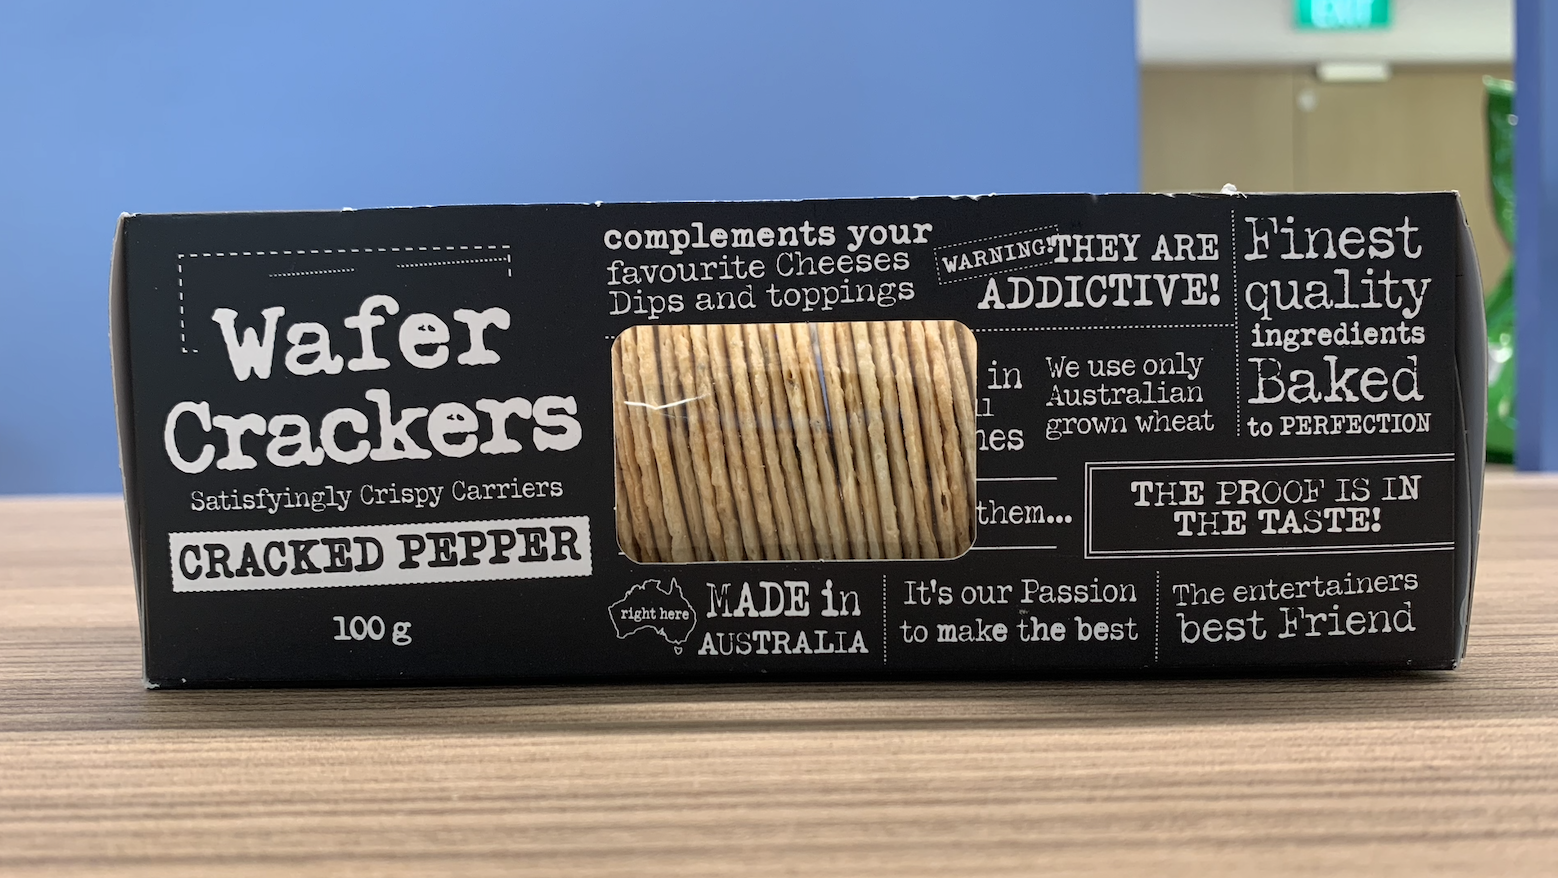 EXIT
Wafer
Crackers
Satisfyingly Crispy Carriers
CRACKED PEPPER
100 g
complements your
favourite Cheeses
Dips and toppings
WARNING!
THEY ARE
ADDICTIVE!
in
We use only
Australian
grown wheat
Finest
quality
ingredients
Baked
to PERFECTION
them...
THE PROOF IS IN
THE TASTE!
right here
MADE in
AUSTRALIA
It's our Passion
to make the best
The entertainers
best Friend